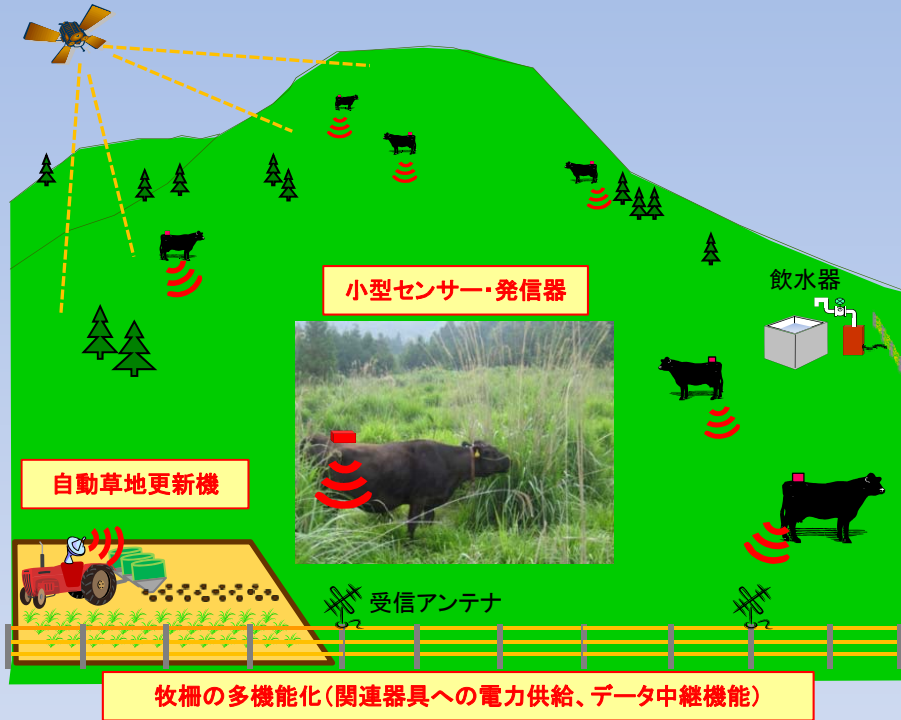 小型センサー・発信器
飲水器
自動草地更新機
受信アンテナ
牧柵の多機能化（関連器具への電力供給、データ中継機能）